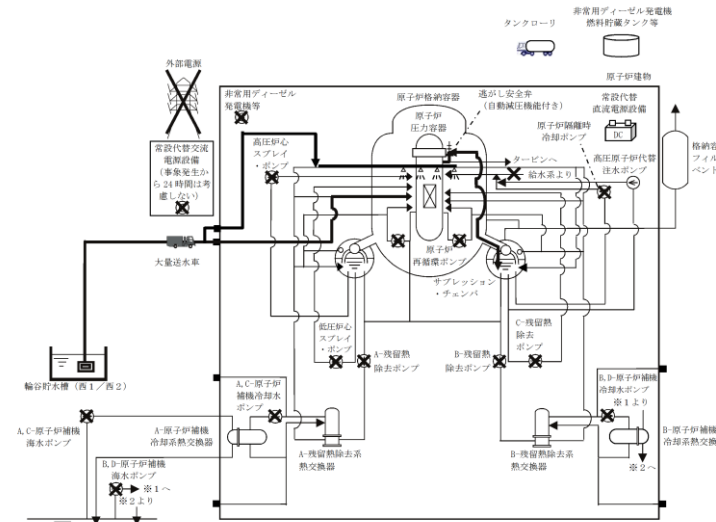 タンクローリ
非常用ディーゼル発電機
燃料貯蔵タンク等
外部電源
原子炉建物
非常用ディーゼル
発電機等
原子炉格納容器
原子炉
圧力容器
逃がし安全弁
(自動減圧機能付き)
常設代替
直流電源設備
DC
原子炉隔離時
冷却ポンプ
常設代替交流
電源設備
(事象発生か
ら24時間は考
慮しない)
高圧炉心
スプレイ
・ポンプ
タービンへ
給水系より
高圧原子炉代替
注水ポンプ
格納容
フィル
ベント
大量送水車
原子炉
再循環ポンプ
サプレッション・
チェンバ
低圧炉心
スプレイ
・ポンプ
A-残留熱
除去ポンプ
B-残留熱
除去ポンプ
C-残留熱
除去
ポンプ
輪谷貯水槽(西1/西2)
A,C-原子炉
補機冷却水
ポンプ
B,D-原子炉補機
冷却水ポンプ
※1より
A,C-原子炉補機
海水ポンプ
A-原子炉補機
冷却系熱交換器
B-原子炉補機
冷却系熱交換
A-残留熱除去系
熱交換器
B-残留熱除去系
熱交換器
※2へ
B,D-原子炉補機
海水ポンプ
※1へ
※2より